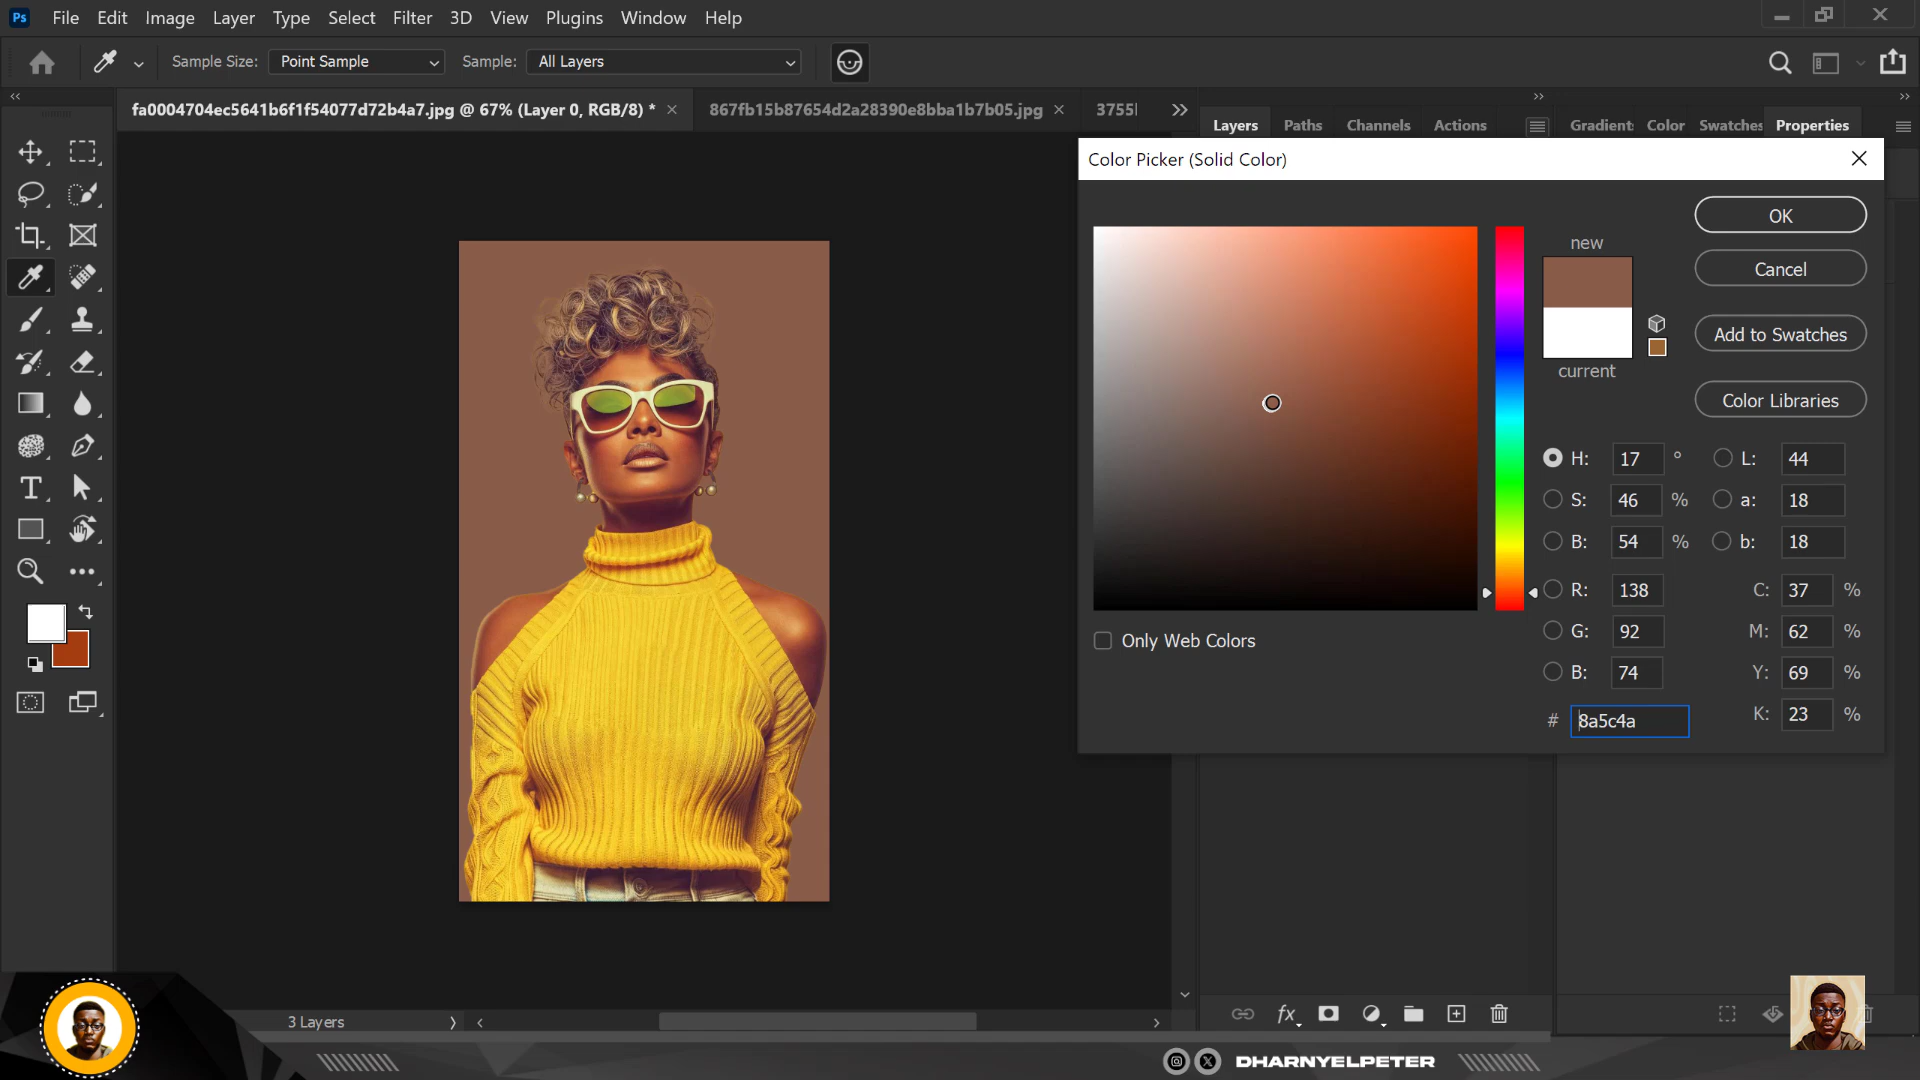 Ps File Edit Image Layer Type Select Filter 3D View Plugins Window Help
Sample Size: Point Sample Sample: All Layers
fa0004704ec5641b6f1f54077d72b4a7.jpg @ 67% (Layer 0, RGB/8) * × 867fb15b87654d2a28390e8bba1b7b05.jpg × 3755
Layers Paths Channels Actions Gradient Color Swatches Properties
Color Picker (Solid Color)
OK
new
Cancel
Add to Swatches
current
Color Libraries
H: 17 ° L: 44
S: 46 % a: 18
B: 54 % b: 18
R: 138 C: 37 %
G: 92 M: 62 %
Only Web Colors
B: 74 Y: 69 %
# 8a5c4a K: 23 %
T
fx
3 Layers
DHARNYELPETER